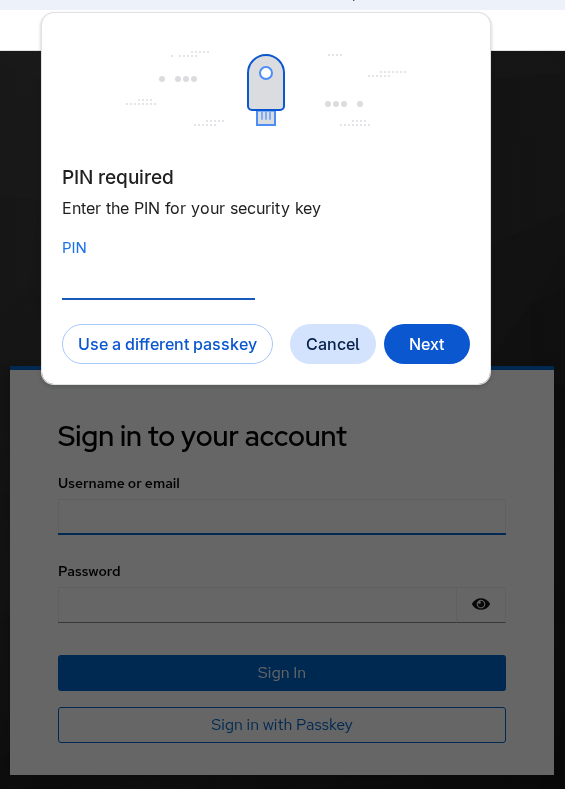 PIN required
Enter the PIN for your security key
PIN
Use a different passkey
Cancel
Next
Sign in to your account
Username or email
Password
Sign In
Sign in with Passkey